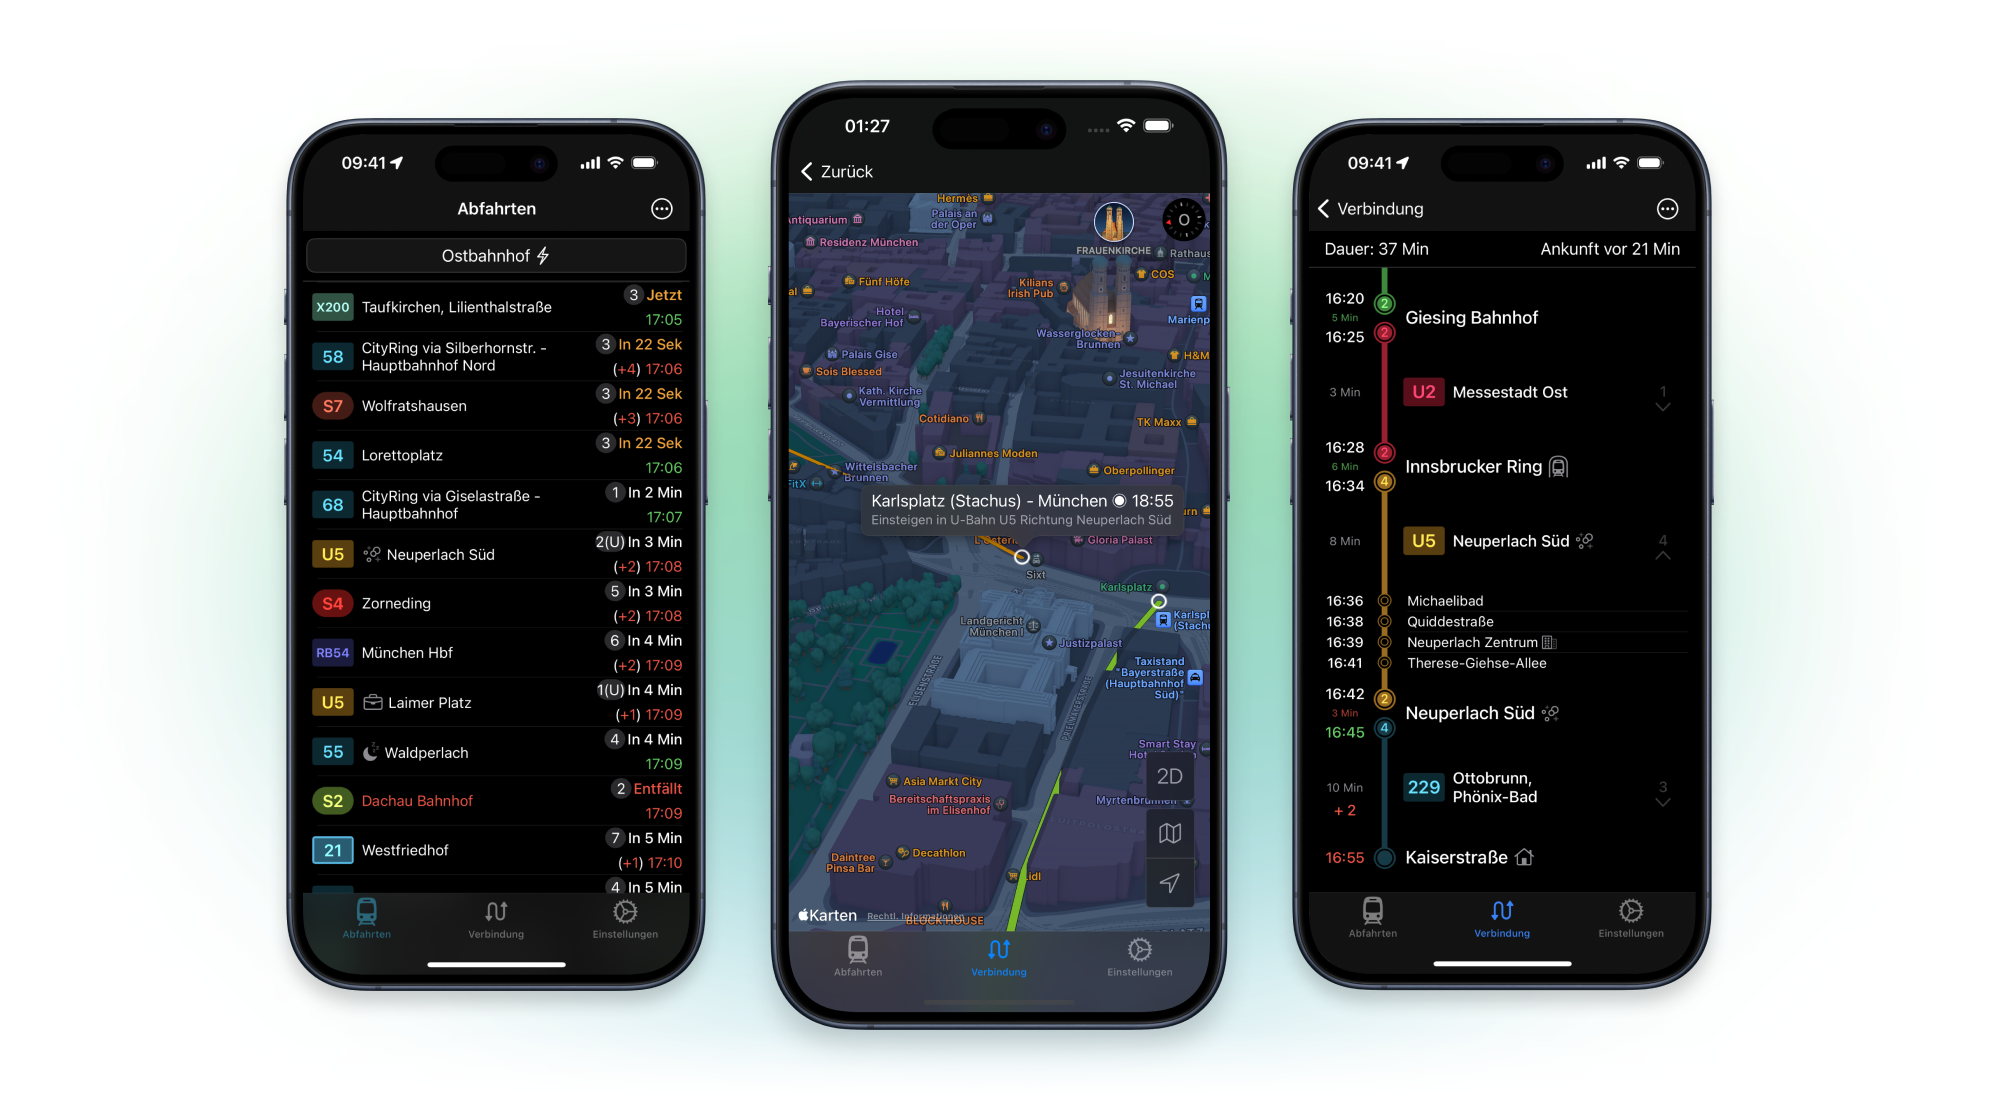 09:41
Abfahrten
Ostbahnhof
X200 Taufkirchen, Lilienthalstraße 3 Jetzt
17:05
58 CityRing via Silberhornstr. - Hauptbahnhof Nord 3 In 22 Sek
(+4) 17:06
S7 Wolfratshausen 3 In 22 Sek
(+3) 17:06
54 Lorettoplatz 3 In 22 Sek
17:06
68 CityRing via Giselastraße - Hauptbahnhof 1 In 2 Min
17:07
U5 Neuperlach Süd 2(U) In 3 Min
(+2) 17:08
S4 Zorneding 5 In 3 Min
(+2) 17:08
RB54 München Hbf 6 In 4 Min
(+2) 17:09
U5 Laimer Platz 1(U) In 4 Min
(+1) 17:09
55 Waldperlach 4 In 4 Min
17:09
S2 Dachau Bahnhof 2 Entfällt
17:09
21 Westfriedhof 7 In 5 Min
(+1) 17:10
4 In 5 Min
Abfahrten Verbindung Einstellungen
01:27
Zurück
Hermès
Palais an
der Oper
Antiquarium
Residenz München
FRAUENKIRCHE
O
Rathaus
Fünf Höfe
COS
Kilians
Irish Pub
Hotel
Bayerischer Hof
Marienp
Wasserglocken-
Brunnen
Palais Gise
H&M
Sois Blessed
Jesuitenkirche
St. Michael
Kath. Kirche
Vermittlung
Cotidiano
TK Maxx
Juliannes Moden
Wittelsbacher
Brunnen
Oberpollinger
FitX
Karlsplatz (Stachus) - München 18:55
Einsteigen in U-Bahn U5 Richtung Neuperlach Süd
Gloria Palast
Sixt
Karlsplatz
Karlspl
(Stach
Landgericht
München I
Justizpalast
Taxistand
"Bayerstraße
(Hauptbahnhof
Süd)"
ELISENSTRAßE
PRIELMAYERSTRAßE
Smart Stay
2D
Asia Markt City
Bereitschaftspraxis
im Elisenhof
Myrtenbrunnen
Decathlon
Daintree
Pinsa Bar
Lidl
Karten
Rechtl. Informationen
BLOCK HOUSE
Abfahrten Verbindung Einstellungen
09:41
Verbindung
Dauer: 37 Min Ankunft vor 21 Min
16:20 2
5 Min Giesing Bahnhof
16:25 2
3 Min U2 Messestadt Ost 1
16:28 2
6 Min Innsbrucker Ring
16:34 4
8 Min U5 Neuperlach Süd 4
16:36 Michaelibad
16:38 Quiddestraße
16:39 Neuperlach Zentrum
16:41 Therese-Giehse-Allee
16:42 2
3 Min Neuperlach Süd
16:45 4
10 Min 229 Ottobrunn, Phönix-Bad 3
+ 2
16:55 Kaiserstraße
Abfahrten Verbindung Einstellungen